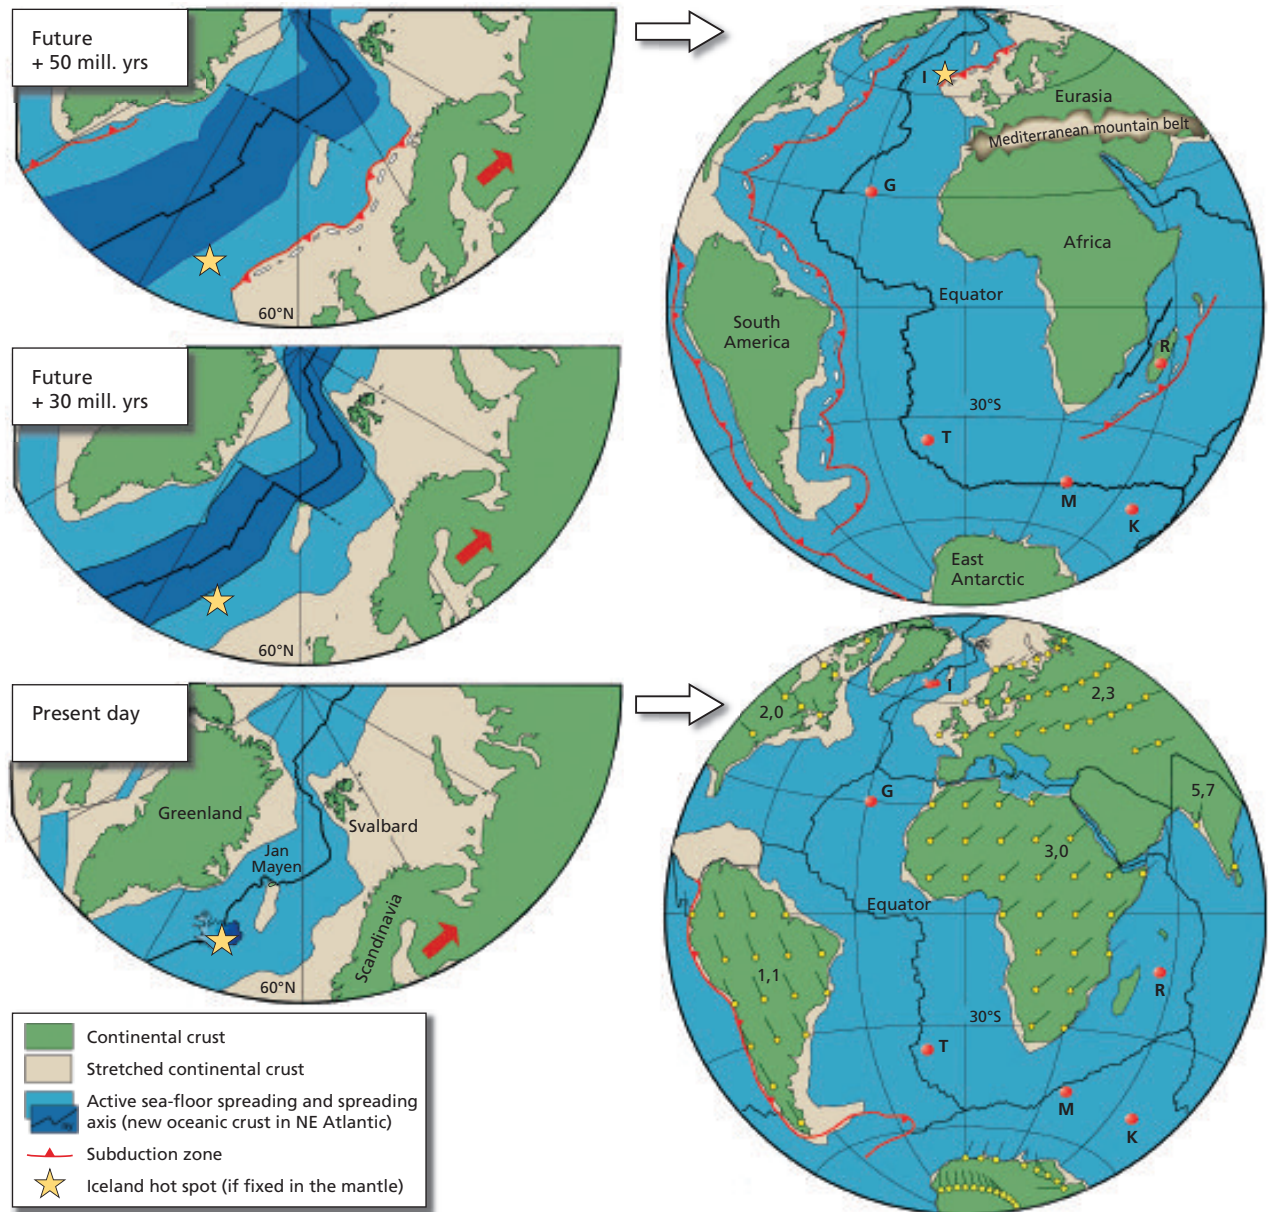 Future
+ 50 mill. yrs
60°N
I
Eurasia
Mediterranean mountain belt
G
Africa
Equator
South
America
R
30°S
T
M
K
East
Antarctic
Future
+ 30 mill. yrs
60°N
Present day
Greenland
Svalbard
Jan
Mayen
Scandinavia
60°N
I
2,0
2,3
G
5,7
3,0
Equator
1,1
R
30°S
T
M
K
Continental crust
Stretched continental crust
Active sea-floor spreading and spreading
axis (new oceanic crust in NE Atlantic)
Subduction zone
Iceland hot spot (if fixed in the mantle)